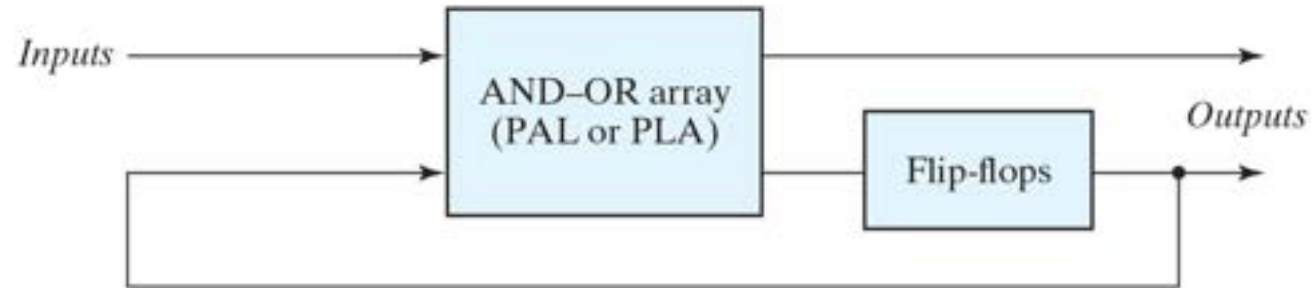 Inputs
AND–OR array
(PAL or PLA)
Flip-flops
Outputs